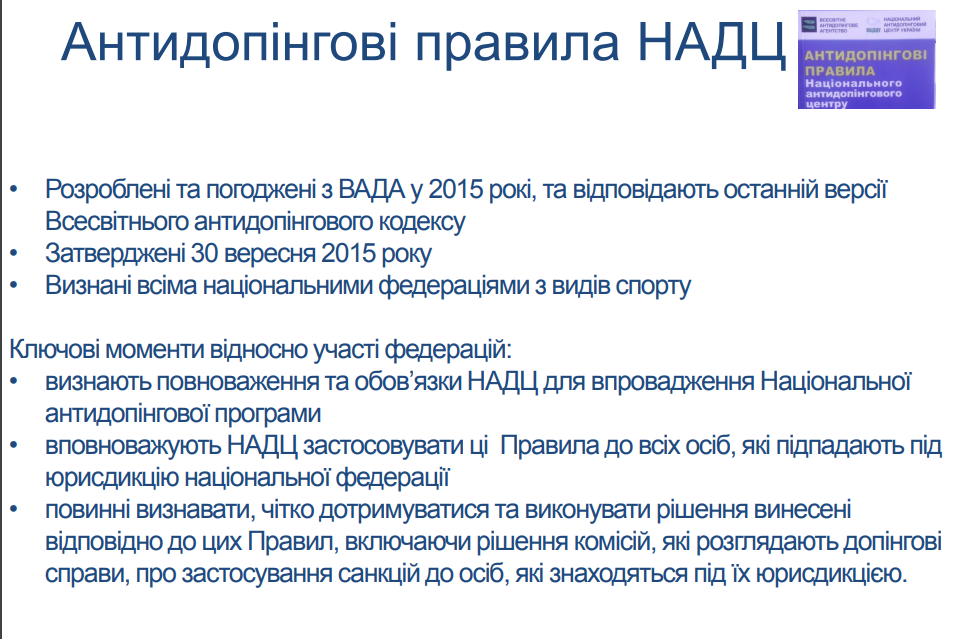 Антидопінгові правила НАДЦ
ВСЕСВІТНЄ
АНТИДОПІНГОВЕ
АГЕНТСТВО
НАЦІОНАЛЬНИЙ
АНТИДОПІНГОВИЙ
ЦЕНТР УКРАЇНИ
АНТИДОПІНГОВІ
ПРАВИЛА
Національного
антидопінгового
центру
• Розроблені та погоджені з ВАДА у 2015 році, та відповідають останній версії
Всесвітнього антидопінгового кодексу
• Затверджені 30 вересня 2015 року
• Визнані всіма національними федераціями з видів спорту
Ключові моменти відносно участі федерацій:
• визнають повноваження та обов’язки НАДЦ для впровадження Національної
антидопінгової програми
• вповноважують НАДЦ застосовувати ці  Правила до всіх осіб, які підпадають під
юрисдикцію національної федерації
• повинні визнавати, чітко дотримуватися та виконувати рішення винесені
відповідно до цих Правил, включаючи рішення комісій, які розглядають допінгові
справи, про застосування санкцій до осіб, які знаходяться під їх юрисдикцією.